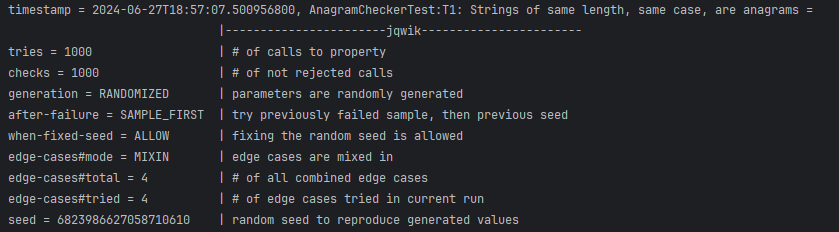 timestamp = 2024-06-27T18:57:07.500956800, AnagramCheckerTest:T1: Strings of same length, same case, are anagrams =
|-----------------------jqwik-----------------------
tries = 1000 | # of calls to property
checks = 1000 | # of not rejected calls
generation = RANDOMIZED | parameters are randomly generated
after-failure = SAMPLE_FIRST | try previously failed sample, then previous seed
when-fixed-seed = ALLOW | fixing the random seed is allowed
edge-cases#mode = MIXIN | edge cases are mixed in
edge-cases#total = 4 | # of all combined edge cases
edge-cases#tried = 4 | # of edge cases tried in current run
seed = 6823986627058710610 | random seed to reproduce generated values